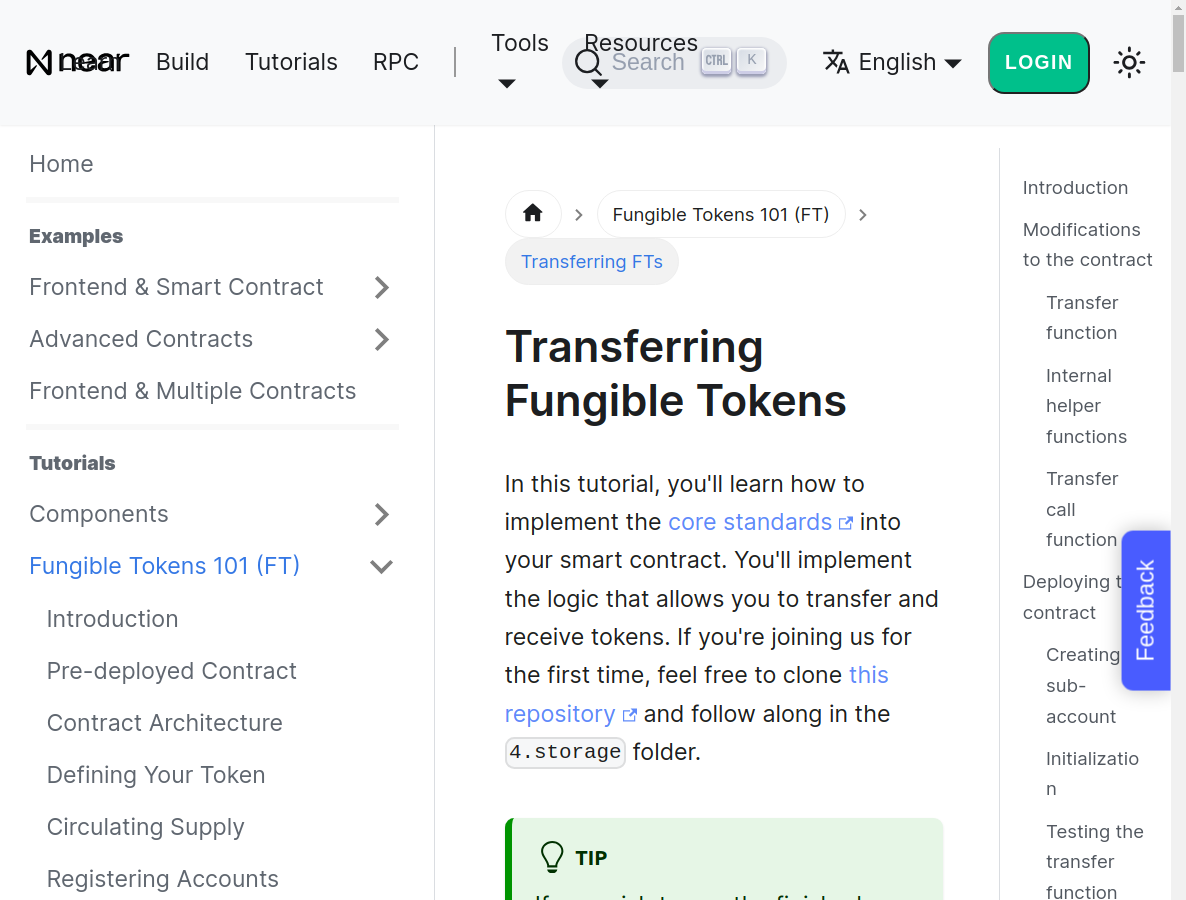 near
Learn
Build
Tutorials
RPC
Tools
Resources
Search
CTRL
K
English
LOGIN
Home
Examples
Frontend & Smart Contract
Advanced Contracts
Frontend & Multiple Contracts
Tutorials
Components
Fungible Tokens 101 (FT)
Introduction
Pre-deployed Contract
Contract Architecture
Defining Your Token
Circulating Supply
Registering Accounts
Fungible Tokens 101 (FT)
Transferring FTs
Transferring
Fungible Tokens
In this tutorial, you'll learn how to
implement the core standards into
your smart contract. You'll implement
the logic that allows you to transfer and
receive tokens. If you're joining us for
the first time, feel free to clone this
repository and follow along in the
4.storage folder.
TIP
Introduction
Modifications
to the contract
Transfer
function
Internal
helper
functions
Transfer
call
function
Deploying t
contract
Creating
sub-
account
Initializatio
n
Testing the
transfer
function
Feedback